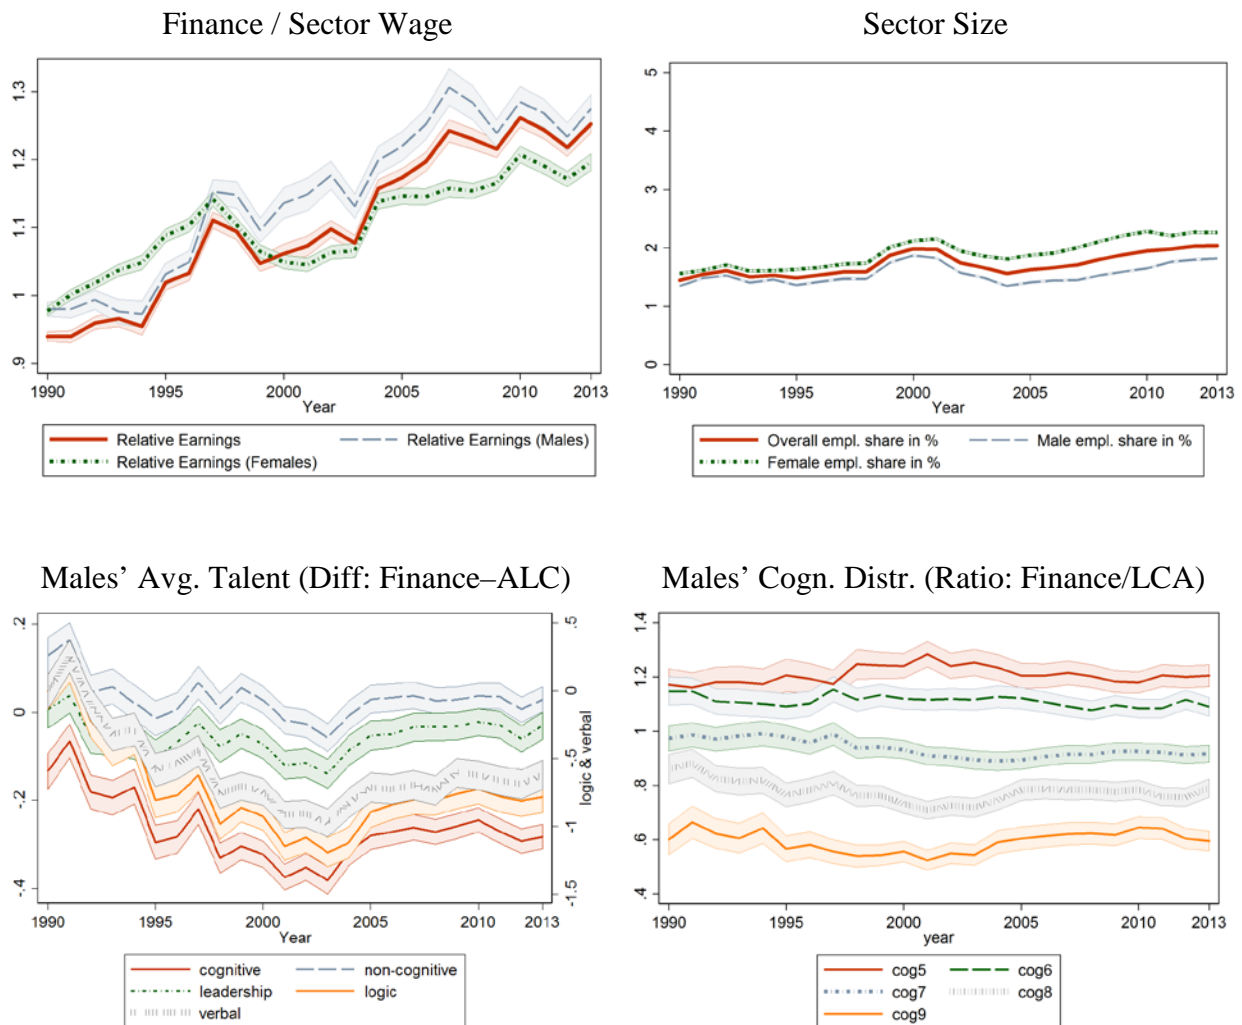 Finance / Sector Wage
1.3
1.2
1.1
1
.9
1990 1995 2000 2005 2010 2013
Year
Relative Earnings Relative Earnings (Males)
Relative Earnings (Females)
Sector Size
5
4
3
2
1
0
1990 1995 2000 2005 2010 2013
Year
Overall empl. share in % Male empl. share in %
Female empl. share in %
Males' Avg. Talent (Diff: Finance–ALC)
.2
0
-.2
-.4
.5
0
-.5
-1
-1.5
logic & verbal
1990 1995 2000 2005 2010 2013
Year
cognitive non-cognitive
leadership logic
verbal
Males' Cogn. Distr. (Ratio: Finance/LCA)
1.4
1.2
1
.8
.6
.4
1990 1995 2000 2005 2010 2013
year
cog5 cog6
cog7 cog8
cog9